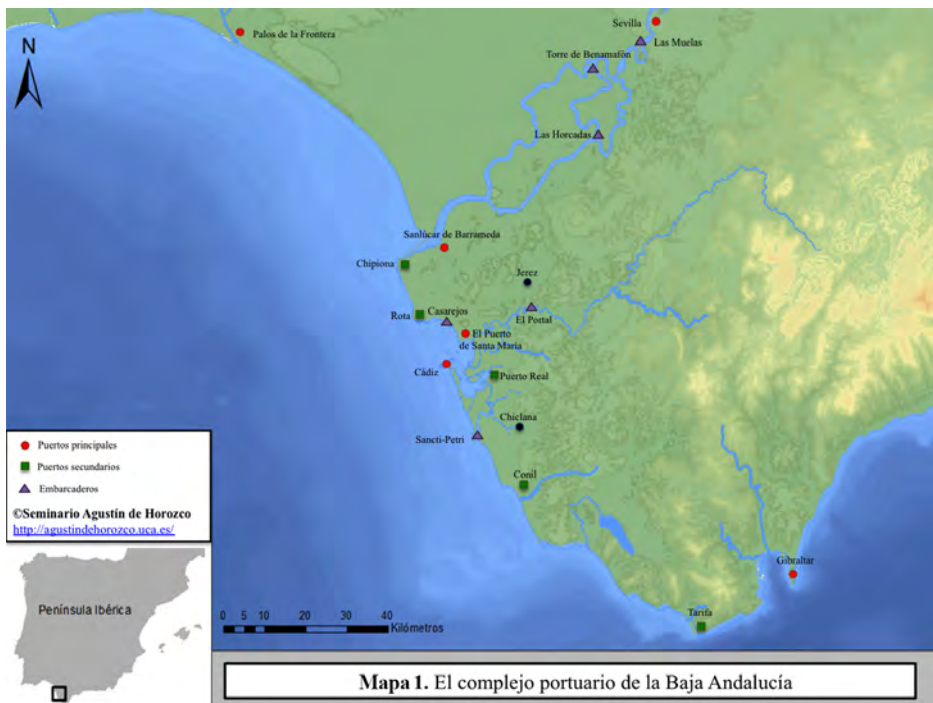 Sevilla
Palos de la Frontera
Las Muelas
N
Torre de Benamafón
Las Horcadas
Sanlúcar de Barrameda
Chipiona
Jerez
Casarejos
Rota
El Portal
El Puerto
de Santa María
Cádiz
Puerto Real
Chiclana
Sancti-Petri
Conil
Gibraltar
Tarifa
Puertos principales
Puertos secundarios
Embarcaderos
©Seminario Agustín de Horozco
http://agustindehorozco.uca.es/
Península Ibérica
0 5 10 20 30 40
Kilómetros
Mapa 1. El complejo portuario de la Baja Andalucía